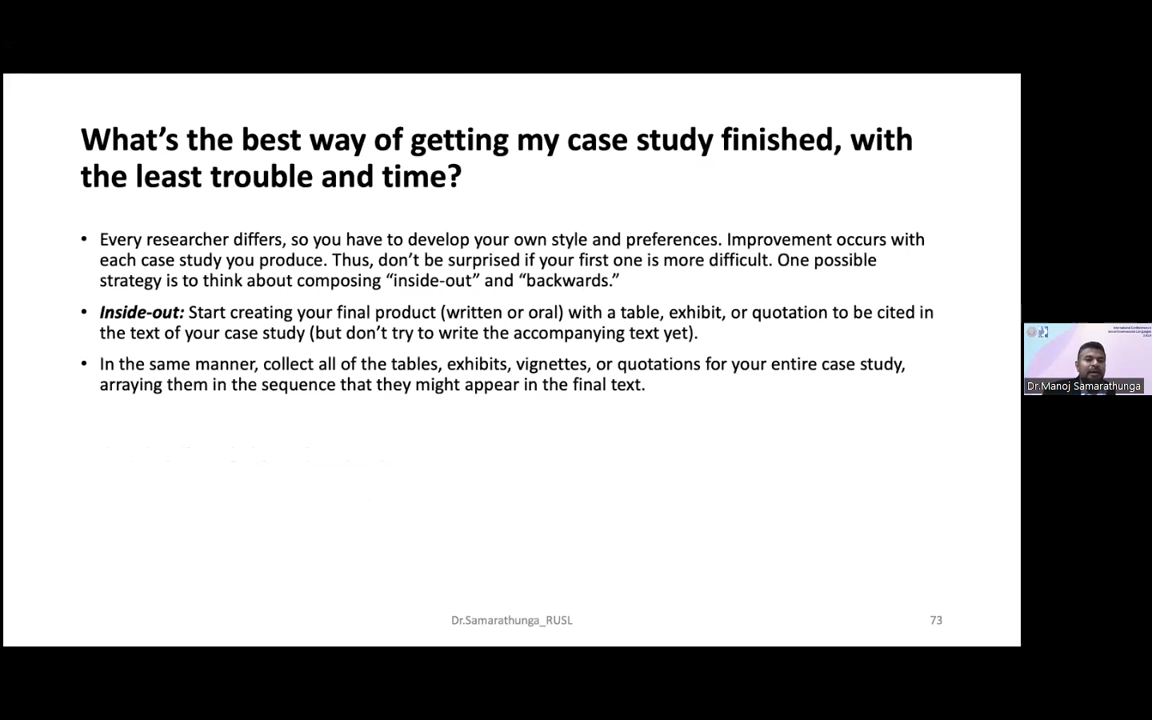 What’s the best way of getting my case study finished, with
the least trouble and time?
• Every researcher differs, so you have to develop your own style and preferences. Improvement occurs with
each case study you produce. Thus, don’t be surprised if your first one is more difficult. One possible
strategy is to think about composing “inside-out” and “backwards.”
• Inside-out: Start creating your final product (written or oral) with a table, exhibit, or quotation to be cited in
the text of your case study (but don’t try to write the accompanying text yet).
• In the same manner, collect all of the tables, exhibits, vignettes, or quotations for your entire case study,
arraying them in the sequence that they might appear in the final text.
Dr.Manoj Samarathunga
Dr.Samarathunga_RUSL
73